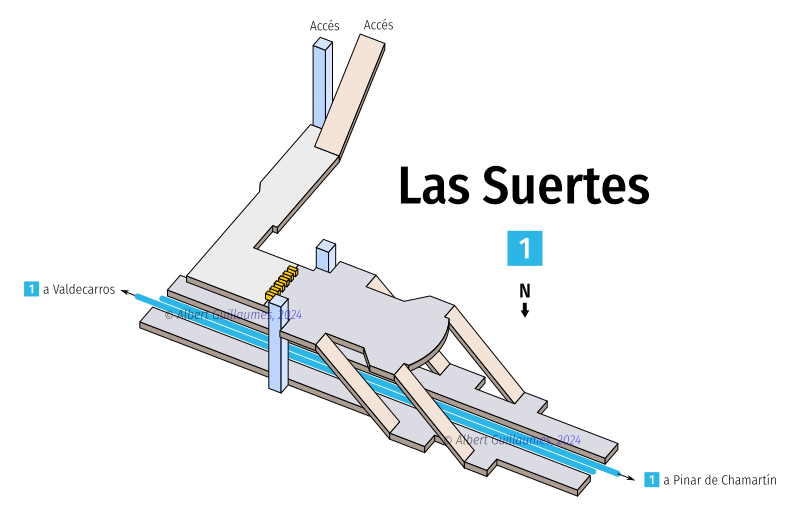 Accés
Accés
Las Suertes
1
N
1 a Valdecarros
© Albert Guillaumes, 2024
© Albert Guillaumes, 2024
1 a Pinar de Chamartín